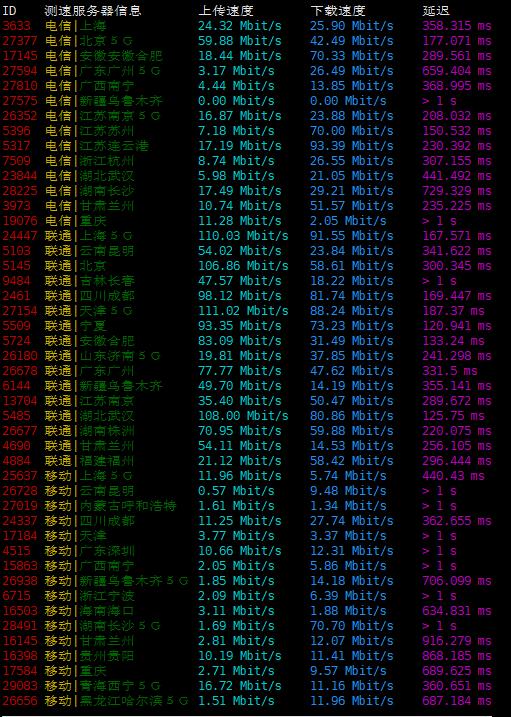 ID 测速服务器信息 上传速度 下载速度 延迟
3633 电信|上海 24.32 Mbit/s 25.90 Mbit/s 358.315 ms
27377 电信|北京5G 59.88 Mbit/s 42.49 Mbit/s 177.071 ms
17145 电信|安徽安徽合肥 18.44 Mbit/s 70.33 Mbit/s 289.561 ms
27594 电信|广东广州5G 3.17 Mbit/s 26.49 Mbit/s 659.404 ms
27810 电信|广西南宁 4.44 Mbit/s 13.85 Mbit/s 368.995 ms
27575 电信|新疆乌鲁木齐 0.00 Mbit/s 0.00 Mbit/s > 1 s
26352 电信|江苏南京5G 16.87 Mbit/s 23.88 Mbit/s 208.032 ms
5396 电信|江苏苏州 7.18 Mbit/s 70.00 Mbit/s 150.532 ms
5317 电信|江苏连云港 17.19 Mbit/s 93.39 Mbit/s 230.392 ms
7509 电信|浙江杭州 8.74 Mbit/s 26.55 Mbit/s 307.155 ms
23844 电信|湖北武汉 5.98 Mbit/s 21.05 Mbit/s 441.492 ms
28225 电信|湖南长沙 17.49 Mbit/s 29.21 Mbit/s 729.329 ms
3973 电信|甘肃兰州 10.74 Mbit/s 51.57 Mbit/s 235.225 ms
19076 电信|重庆 11.28 Mbit/s 2.05 Mbit/s > 1 s
24447 联通|上海5G 110.03 Mbit/s 91.55 Mbit/s 167.571 ms
5103 联通|云南昆明 54.02 Mbit/s 23.84 Mbit/s 341.622 ms
5145 联通|北京 106.86 Mbit/s 58.61 Mbit/s 300.345 ms
9484 联通|吉林长春 47.57 Mbit/s 18.22 Mbit/s > 1 s
2461 联通|四川成都 98.12 Mbit/s 81.74 Mbit/s 169.447 ms
27154 联通|天津5G 111.02 Mbit/s 88.24 Mbit/s 187.37 ms
5509 联通|宁夏 93.35 Mbit/s 73.23 Mbit/s 120.941 ms
5724 联通|安徽合肥 83.09 Mbit/s 31.49 Mbit/s 133.24 ms
26180 联通|山东济南5G 19.81 Mbit/s 37.85 Mbit/s 241.298 ms
26678 联通|广东广州5G 77.77 Mbit/s 47.62 Mbit/s 331.5 ms
6144 联通|新疆乌鲁木齐 49.70 Mbit/s 14.19 Mbit/s 355.141 ms
13704 联通|江苏南京 35.40 Mbit/s 50.47 Mbit/s 289.672 ms
5485 联通|湖北武汉 108.00 Mbit/s 80.86 Mbit/s 125.75 ms
26677 联通|湖南株洲 70.95 Mbit/s 59.88 Mbit/s 220.075 ms
4690 联通|甘肃兰州 54.11 Mbit/s 14.53 Mbit/s 256.105 ms
4884 联通|福建福州 21.12 Mbit/s 58.42 Mbit/s 296.444 ms
25637 移动|上海5G 11.96 Mbit/s 5.74 Mbit/s 440.43 ms
26728 移动|云南昆明 0.57 Mbit/s 9.48 Mbit/s > 1 s
27019 移动|内蒙古呼和浩特 1.61 Mbit/s 1.34 Mbit/s > 1 s
24337 移动|四川成都 11.25 Mbit/s 27.74 Mbit/s 362.655 ms
17184 移动|天津 3.77 Mbit/s 3.37 Mbit/s > 1 s
4515 移动|广东深圳 10.66 Mbit/s 12.31 Mbit/s > 1 s
15863 移动|广西南宁 2.05 Mbit/s 5.86 Mbit/s > 1 s
26938 移动|新疆乌鲁木齐5G 1.85 Mbit/s 14.18 Mbit/s 706.099 ms
6715 移动|浙江宁波 2.09 Mbit/s 6.39 Mbit/s > 1 s
16503 移动|海南海口 3.11 Mbit/s 1.88 Mbit/s 634.831 ms
28491 移动|湖南长沙5G 1.69 Mbit/s 70.70 Mbit/s > 1 s
16145 移动|甘肃兰州 2.81 Mbit/s 12.07 Mbit/s 916.279 ms
16398 移动|贵州贵阳 10.19 Mbit/s 11.41 Mbit/s 868.185 ms
17584 移动|重庆 2.71 Mbit/s 9.57 Mbit/s 689.625 ms
29083 移动|青海西宁5G 16.72 Mbit/s 11.16 Mbit/s 360.651 ms
26656 移动|黑龙江哈尔滨5G 1.51 Mbit/s 11.96 Mbit/s 687.184 ms